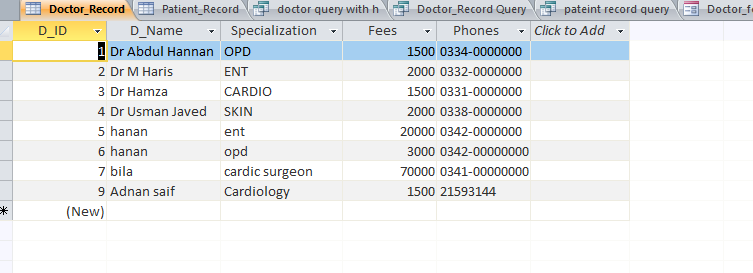 Doctor_Record Patient_Record doctor query with h Doctor_Record Query pateint record query Doctor_f
D_ID D_Name Specialization Fees Phones Click to Add
1 Dr Abdul Hannan OPD 1500 0334-0000000
2 Dr M Haris ENT 2000 0332-0000000
3 Dr Hamza CARDIO 1500 0331-0000000
4 Dr Usman Javed SKIN 2000 0338-0000000
5 hanan ent 20000 0342-0000000
6 hanan opd 3000 0342-00000000
7 bila cardic surgeon 70000 0341-00000000
9 Adnan saif Cardiology 1500 21593144
(New)